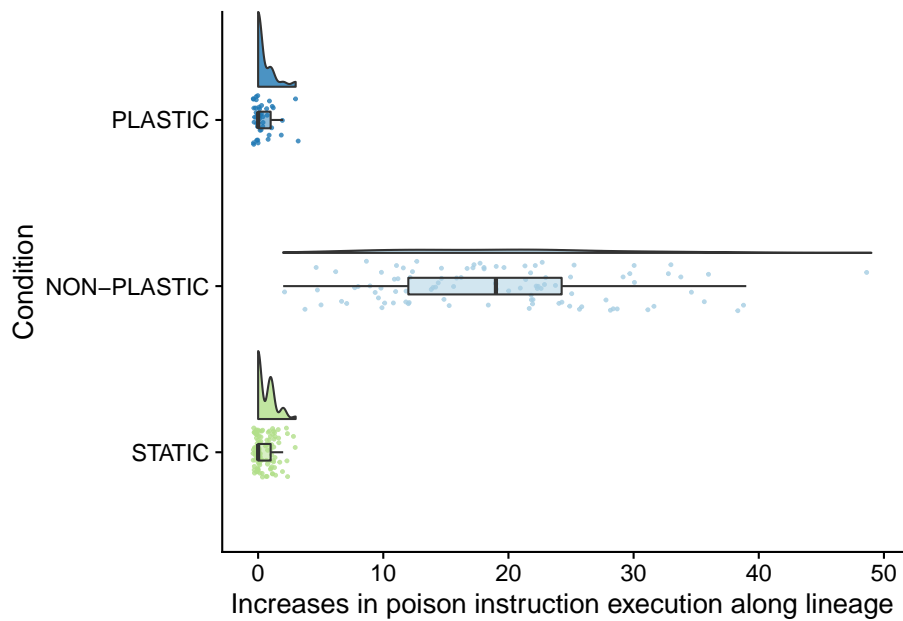 Condition
PLASTIC
NON−PLASTIC
STATIC
0 10 20 30 40 50
Increases in poison instruction execution along lineage